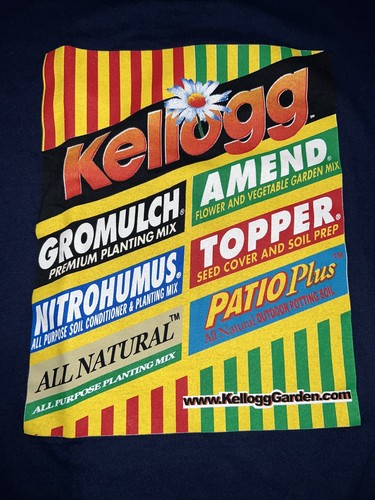 Kellogg™
AMEND®
FLOWER AND VEGETABLE GARDEN MIX
GROMULCH®
PREMIUM PLANTING MIX
TOPPER®
SEED COVER AND SOIL PREP
NITROHUMUS®
ALL PURPOSE SOIL CONDITIONER & PLANTING MIX
PATIO Plus™
All Natural OUTDOOR POTTING SOIL
ALL NATURAL™
ALL PURPOSE PLANTING MIX
www.KelloggGarden.com